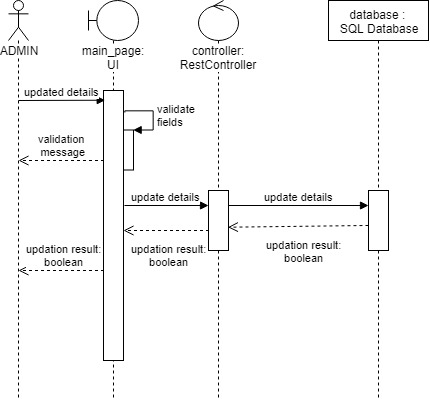 ADMIN
main_page:
UI
controller:
RestController
database :
SQL Database
updated details
validate
fields
validation
message
update details
update details
updation result:
boolean
updation result:
boolean
updation result:
boolean